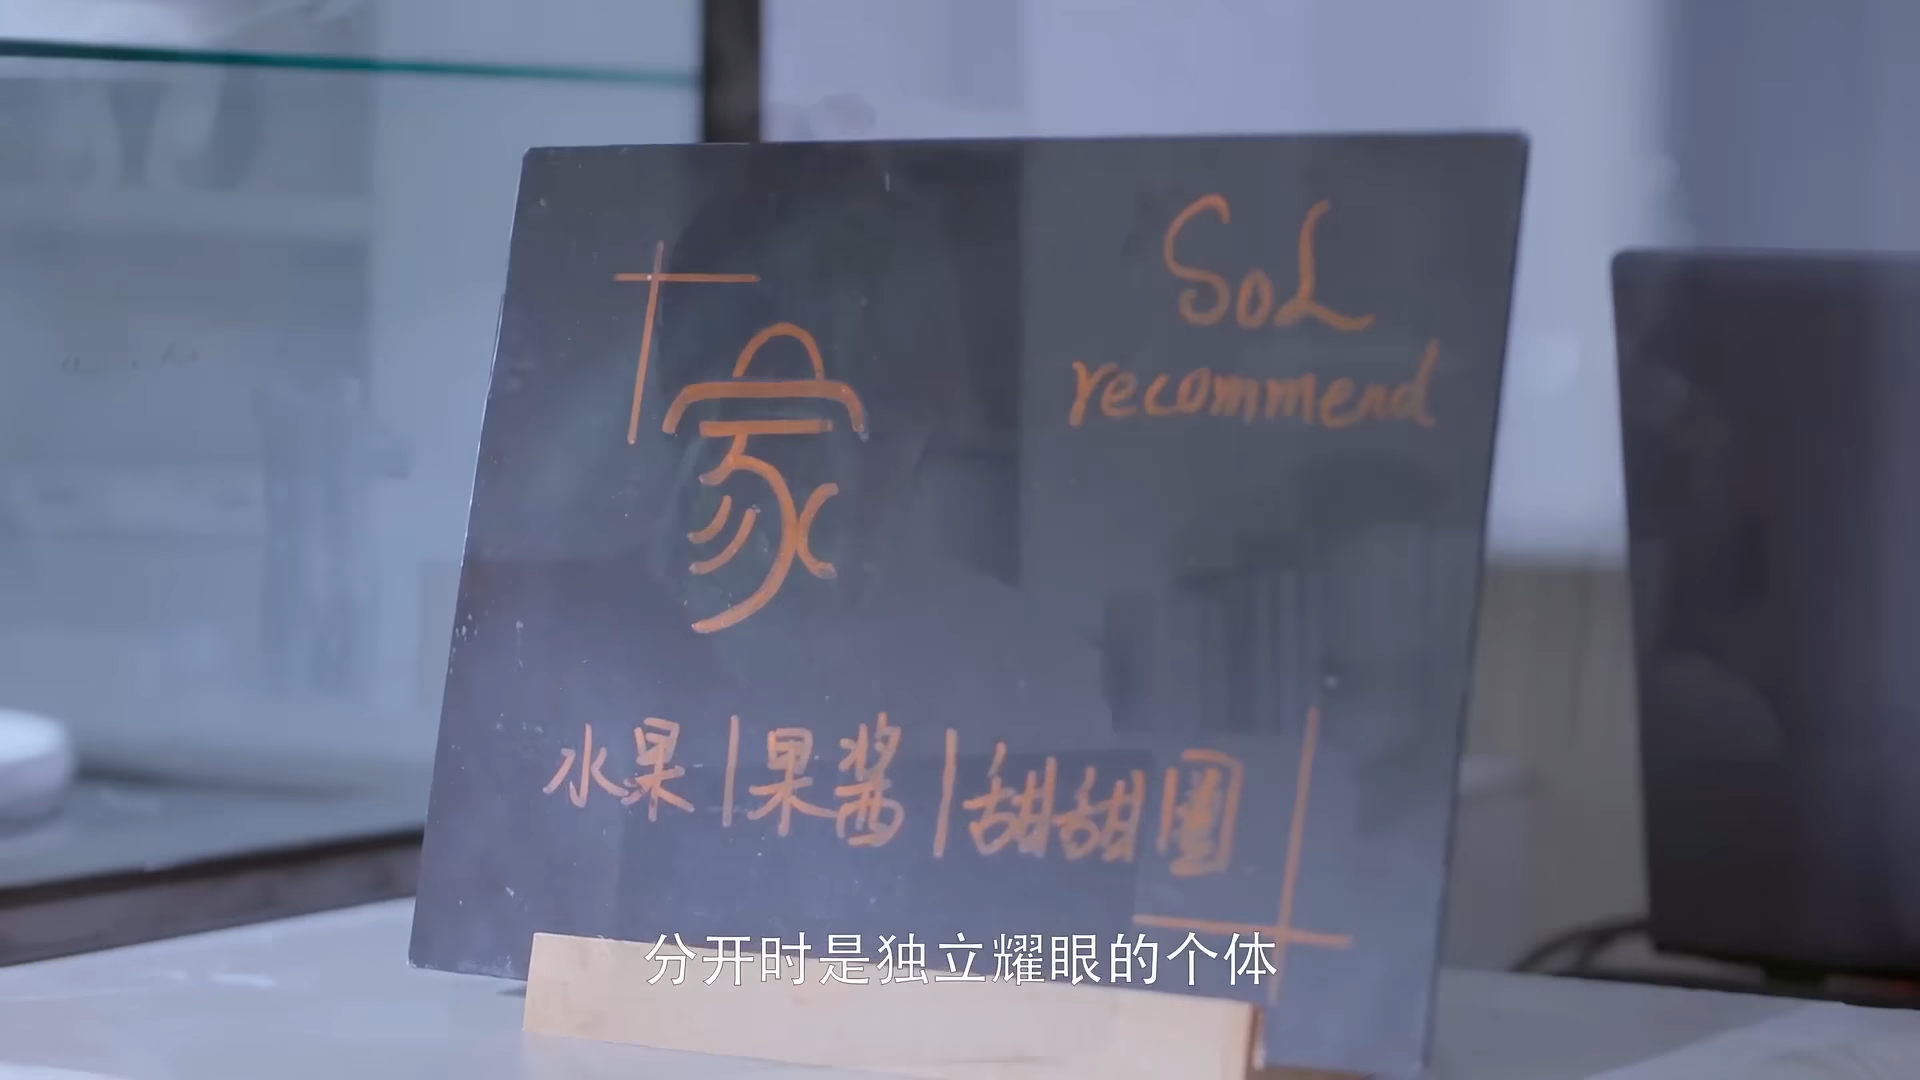 家
SoL
recommend
水果|果酱|甜甜圈
分开时是独立耀眼的个体